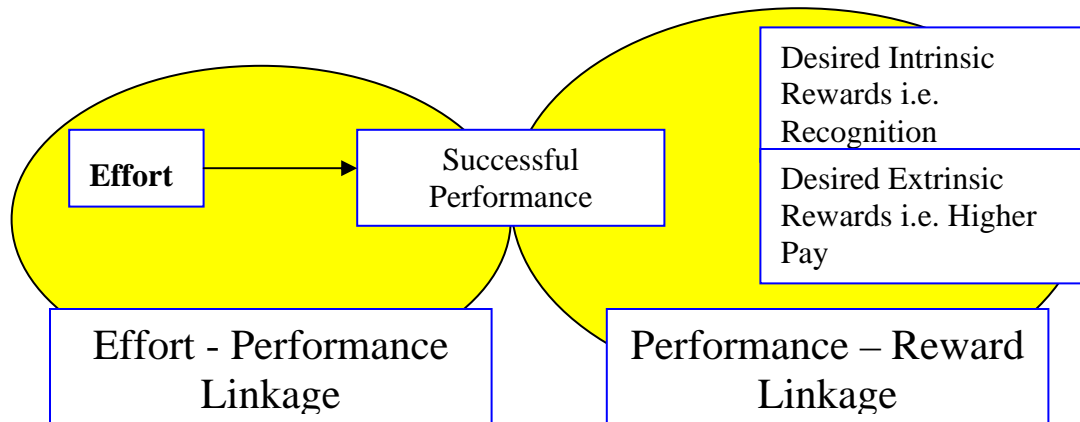 Effort
Successful
Performance
Desired Intrinsic
Rewards i.e.
Recognition
Desired Extrinsic
Rewards i.e. Higher
Pay
Effort - Performance
Linkage
Performance – Reward
Linkage